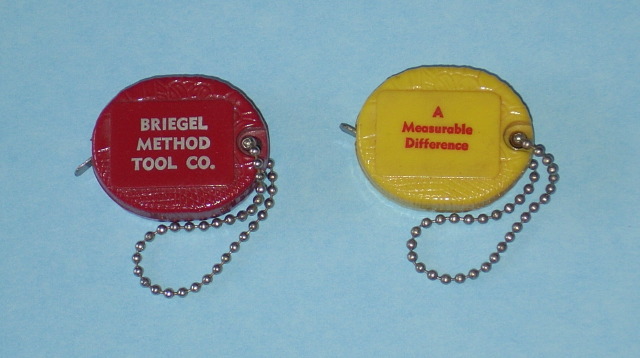 BRIEGEL
METHOD
TOOL CO.
A
Measurable
Difference